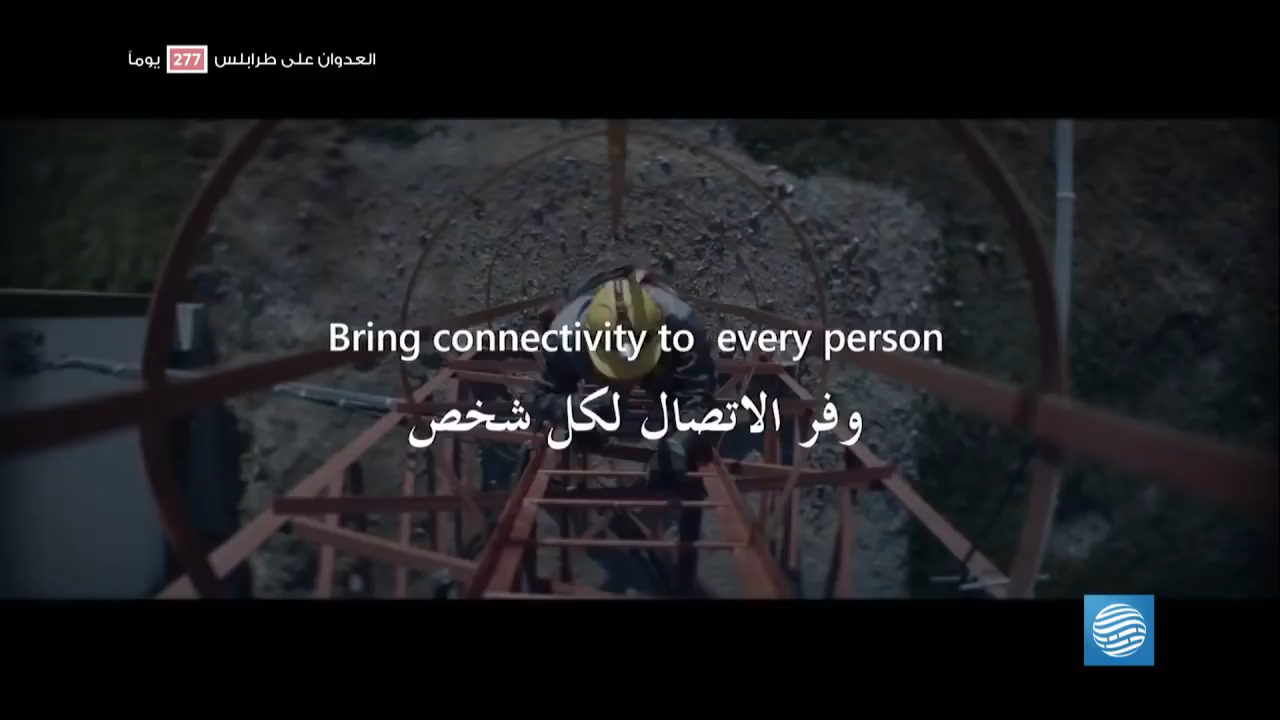 العدوان على طرابلس 277 يوماً
Bring connectivity to every person
وفر الاتصال لكل شخص